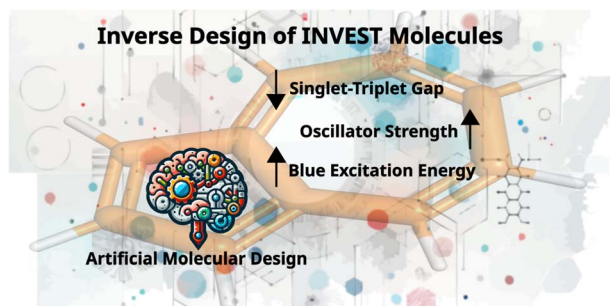 Inverse Design of INVEST Molecules
Singlet-Triplet Gap
Oscillator Strength
Blue Excitation Energy
Artificial Molecular Design